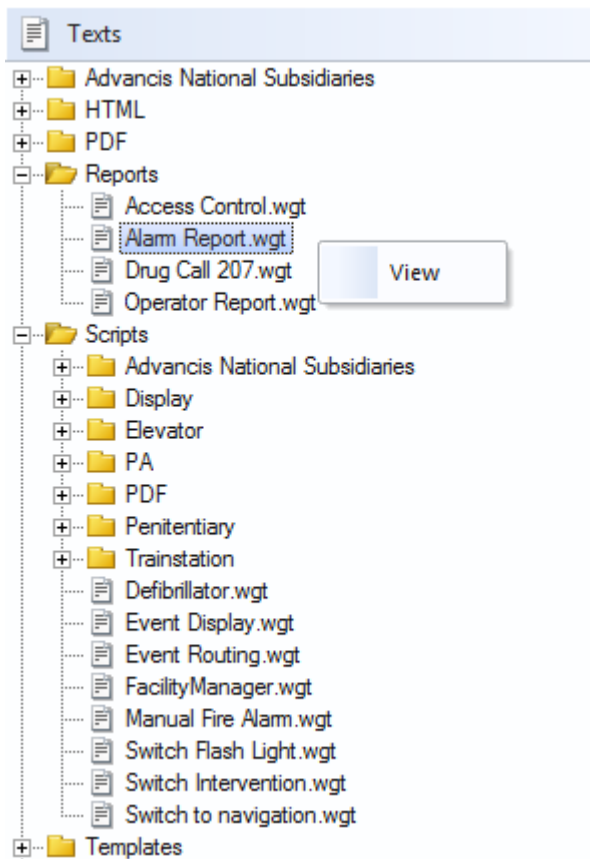 Texts
Advancis National Subsidiaries
HTML
PDF
Reports
Access Control.wgt
Alarm Report.wgt
Drug Call 207.wgt
View
Operator Report.wgt
Scripts
Advancis National Subsidiaries
Display
Elevator
PA
PDF
Penitentiary
Trainstation
Defibrillator.wgt
Event Display.wgt
Event Routing.wgt
FacilityManager.wgt
Manual Fire Alarm.wgt
Switch Flash Light.wgt
Switch Intervention.wgt
Switch to navigation.wgt
Templates